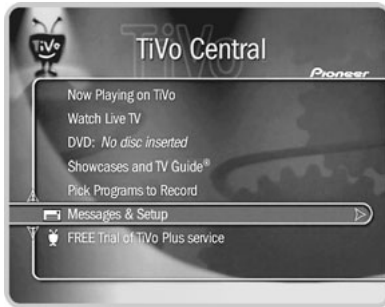 TiVo
TiVo Central
Pioneer
Now Playing on TiVo
Watch Live TV
DVD: No disc inserted
Showcases and TV Guide®
Pick Programs to Record
Messages & Setup
FREE Trial of TiVo Plus service